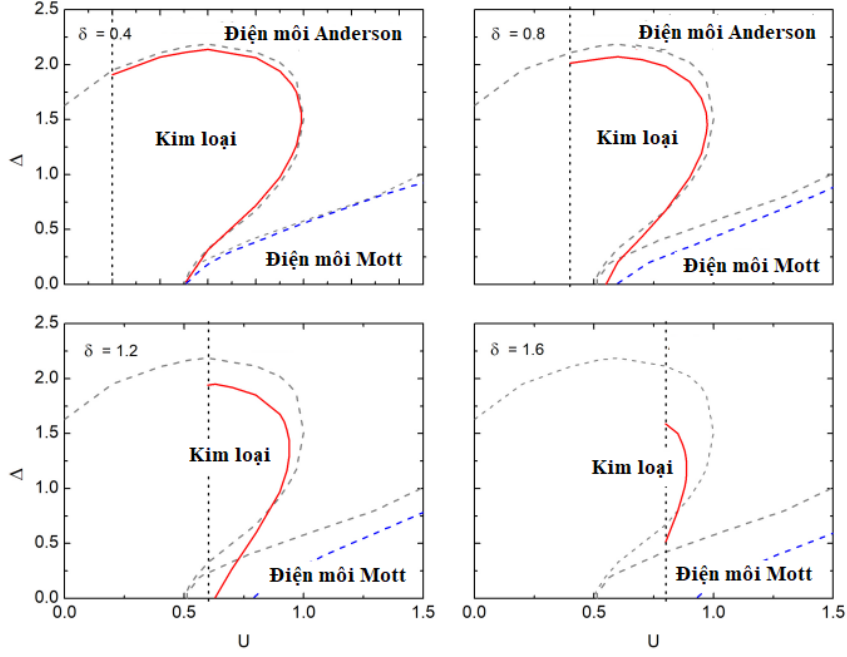 2.5
δ = 0.4
Điện môi Anderson
2.0
1.5
Kim loại
Δ
1.0
0.5
Điện môi Mott
0.0
δ = 0.8
Điện môi Anderson
Kim loại
Điện môi Mott
2.5
δ = 1.2
2.0
1.5
Kim loại
Δ
1.0
0.5
Điện môi Mott
0.0
0.0 0.5 1.0 1.5
U
δ = 1.6
Kim loại
Điện môi Mott
0.0 0.5 1.0 1.5
U